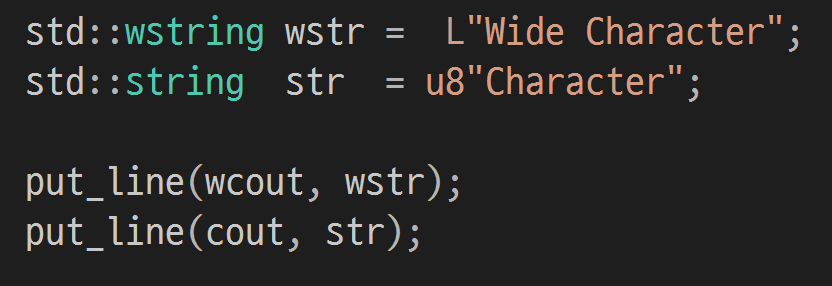 std::wstring wstr =  L"Wide Character";
std::string  str  = u8"Character";

put_line(wcout, wstr);
put_line(cout, str);